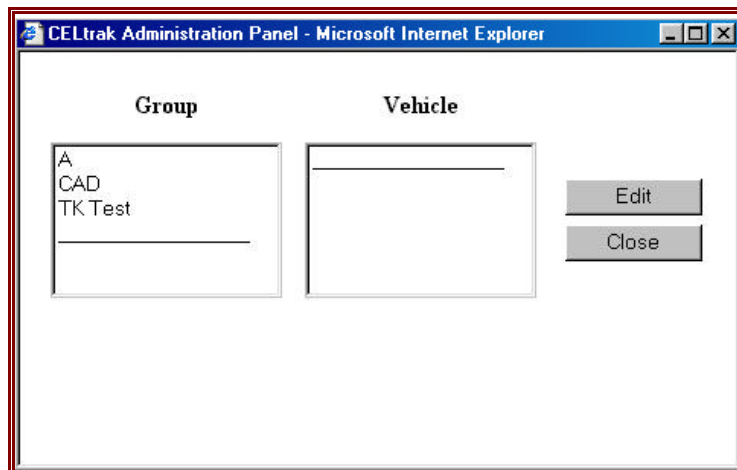 CELtrak Administration Panel - Microsoft Internet Explorer
Group
Vehicle
A
CAD
TK Test
Edit
Close